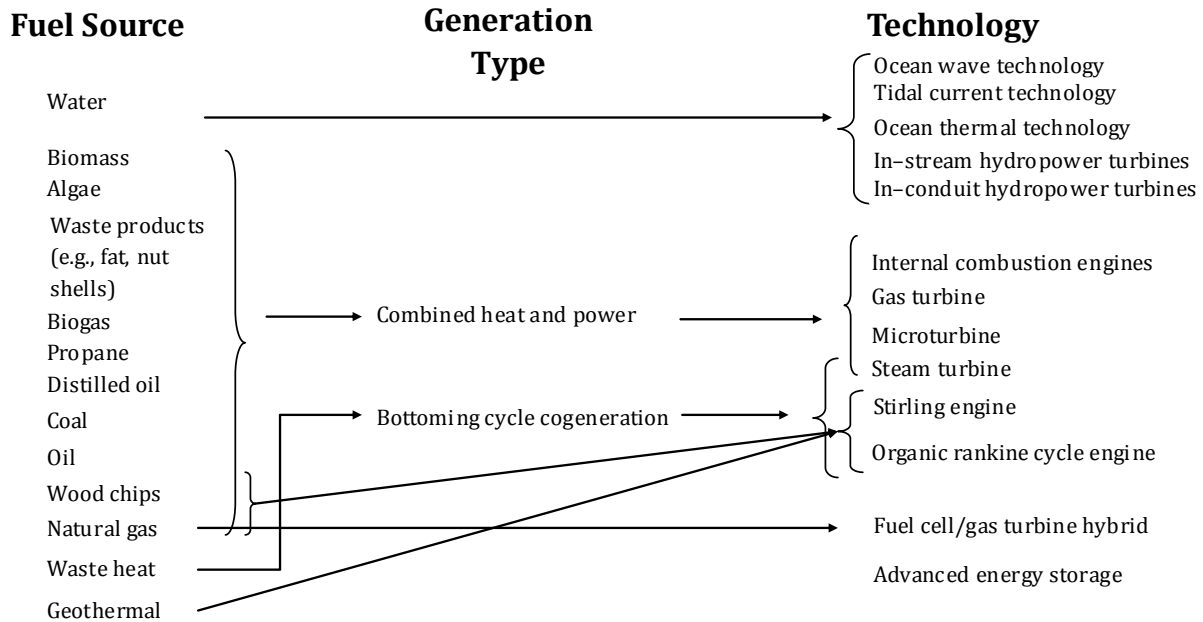 Fuel Source
Generation
Type
Technology
Water
Biomass
Algae
Waste products
(e.g., fat, nut
shells)
Biogas
Propane
Distilled oil
Coal
Oil
Wood chips
Natural gas
Waste heat
Geothermal
Combined heat and power
Bottoming cycle cogeneration
Ocean wave technology
Tidal current technology
Ocean thermal technology
In–stream hydropower turbines
In–conduit hydropower turbines
Internal combustion engines
Gas turbine
Microturbine
Steam turbine
Stirling engine
Organic rankine cycle engine
Fuel cell/gas turbine hybrid
Advanced energy storage